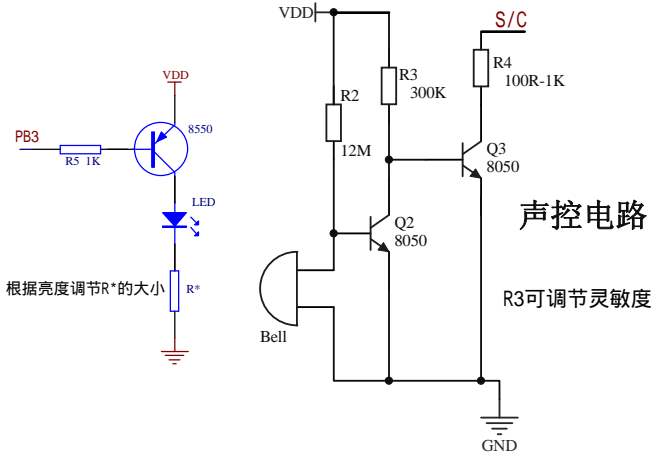 VDD
S/C
R4
100R-1K
R3
300K
R2
12M
VDD
8550
PB3
R5 1K
Q3
8050
LED
声控电路
Q2
8050
根据亮度调节R*的大小
R*
R3可调节灵敏度
Bell
GND